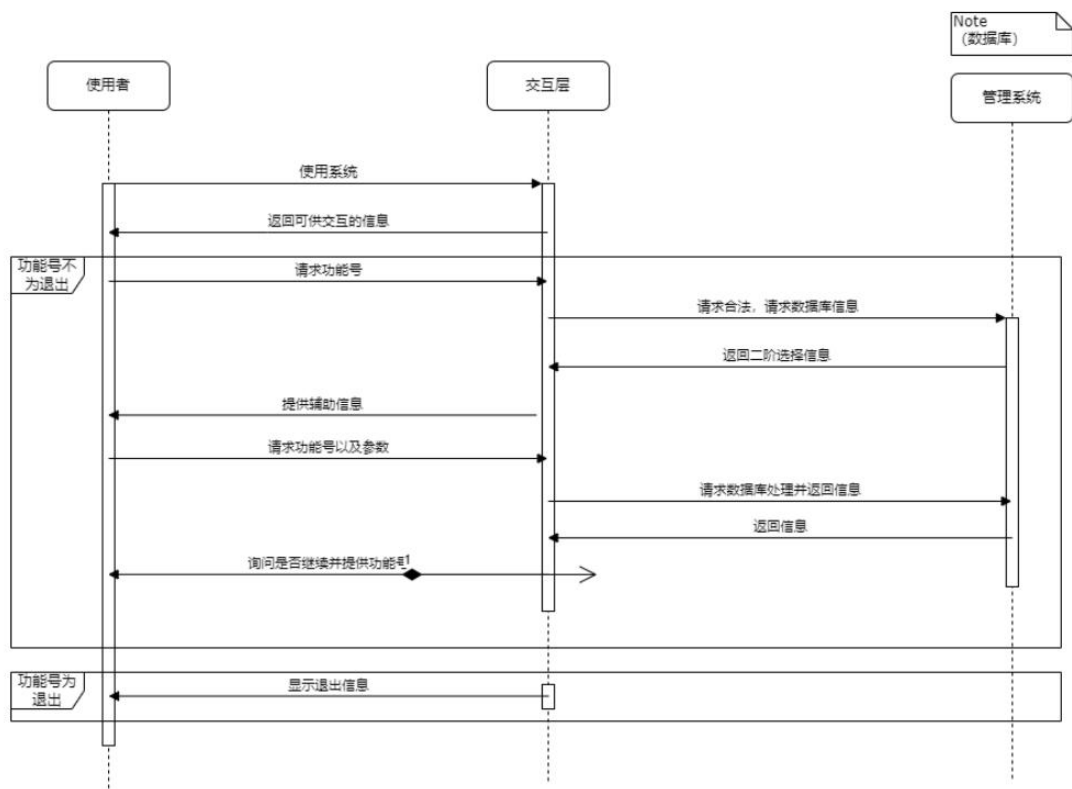 Note
（数据库）
使用者
交互层
管理系统
使用系统
返回可供交互的信息
功能号不
为退出
请求功能号
请求合法，请求数据库信息
返回二阶选择信息
提供辅助信息
请求功能号以及参数
请求数据库处理并返回信息
返回信息
询问是否继续并提供功能号1
功能号为
退出
显示退出信息